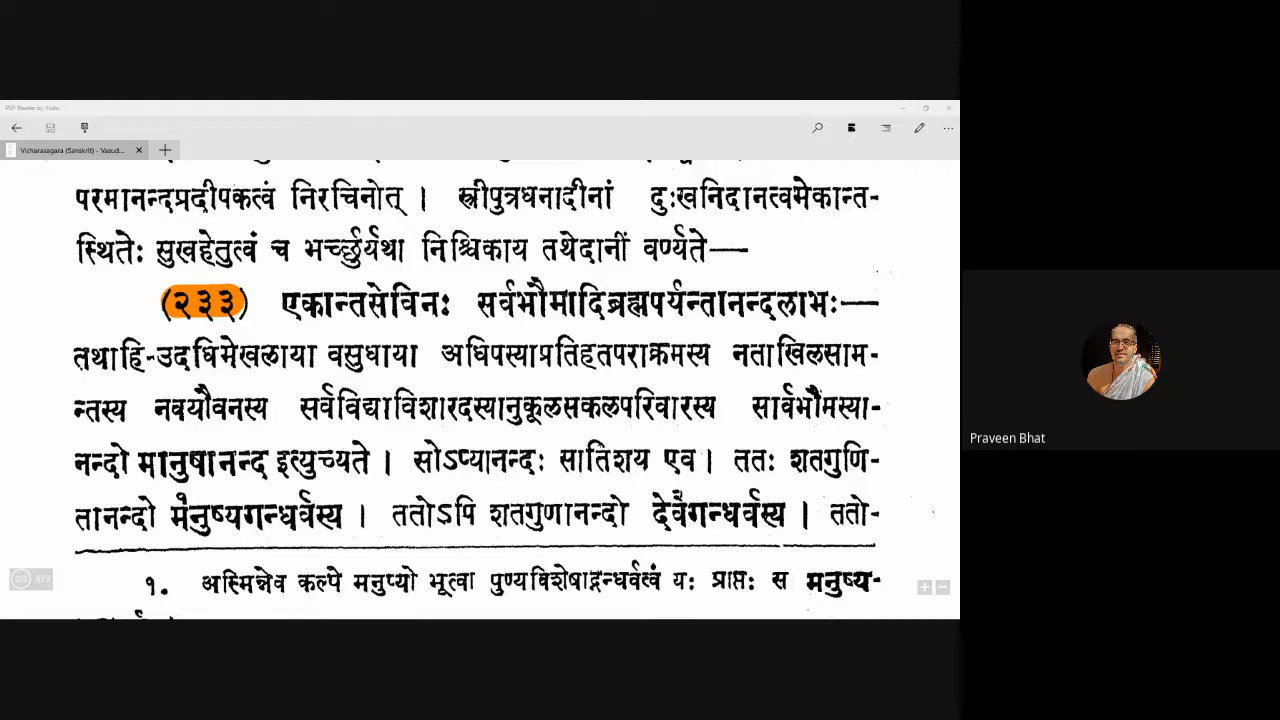 PDF Reader by Xodo
Vicharasagara (Sanskrit) - Vasud...
परमानन्दप्रदीपकत्वं निरचिनोत् । स्त्रीपुत्रधनादीनां दुःखनिदानत्वमेकान्त-
स्थितेः सुखहेतुत्वं च भर्च्छुर्यथा निश्चिकाय तथेदानीं वर्ण्यते—
(२३३) एकान्तसेविनः सर्वभौमादिब्रह्मपर्यन्तानन्दलाभः—
तथाहि-उदधिमेखलाया वसुधाया अधिपस्याप्रतिहतपराक्रमस्य नताखिलसाम-
न्तस्य नवयौवनस्य सर्वविद्याविशारदस्यानुकूलसकलपरिवारस्य सार्वभौमस्या-
नन्दो मानुषानन्द इत्युच्यते । सोऽप्यानन्दः सातिशय एव । ततः शतगुणि-
तानन्दो मनुष्यगन्धर्वस्य । ततोऽपि शतगुणानन्दो देवगन्धर्वस्य । ततो-
१. अस्मिन्नेव कल्पे मनुष्यो भूत्वा पुण्यविशेषाद्गन्धर्वत्वं यः प्राप्तः स मनुष्य-
Praveen Bhat